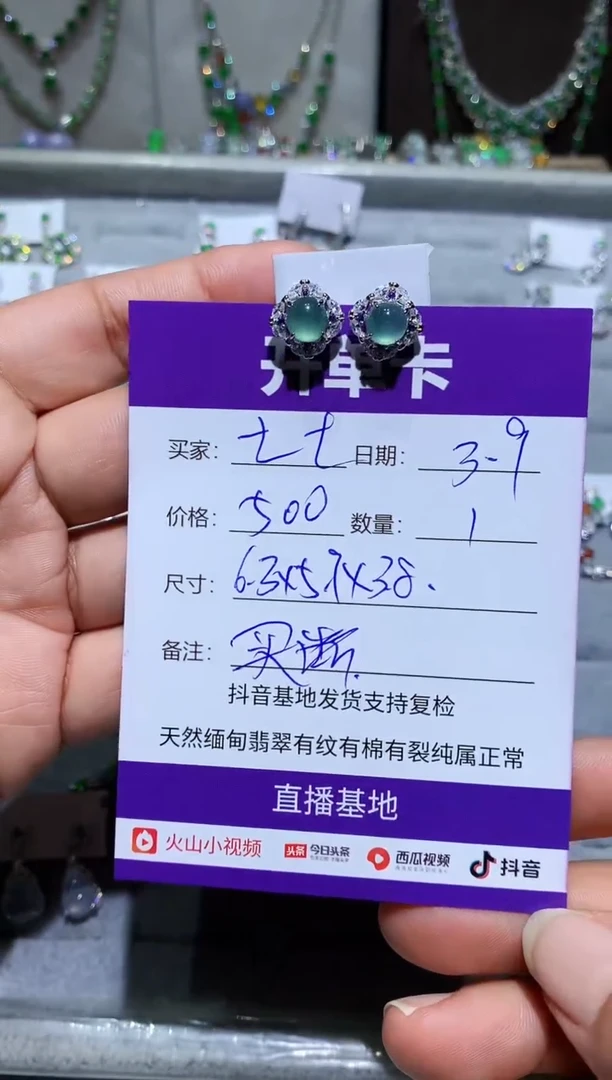 开单卡
买家：七七 日期：3-9
价格：500 数量：1
尺寸：6.3x5.9x3.8.
备注：买断.
抖音基地发货支持复检
天然缅甸翡翠有纹有棉有裂纯属正常
直播基地
火山小视频 头条 今日头条 西瓜视频 抖音